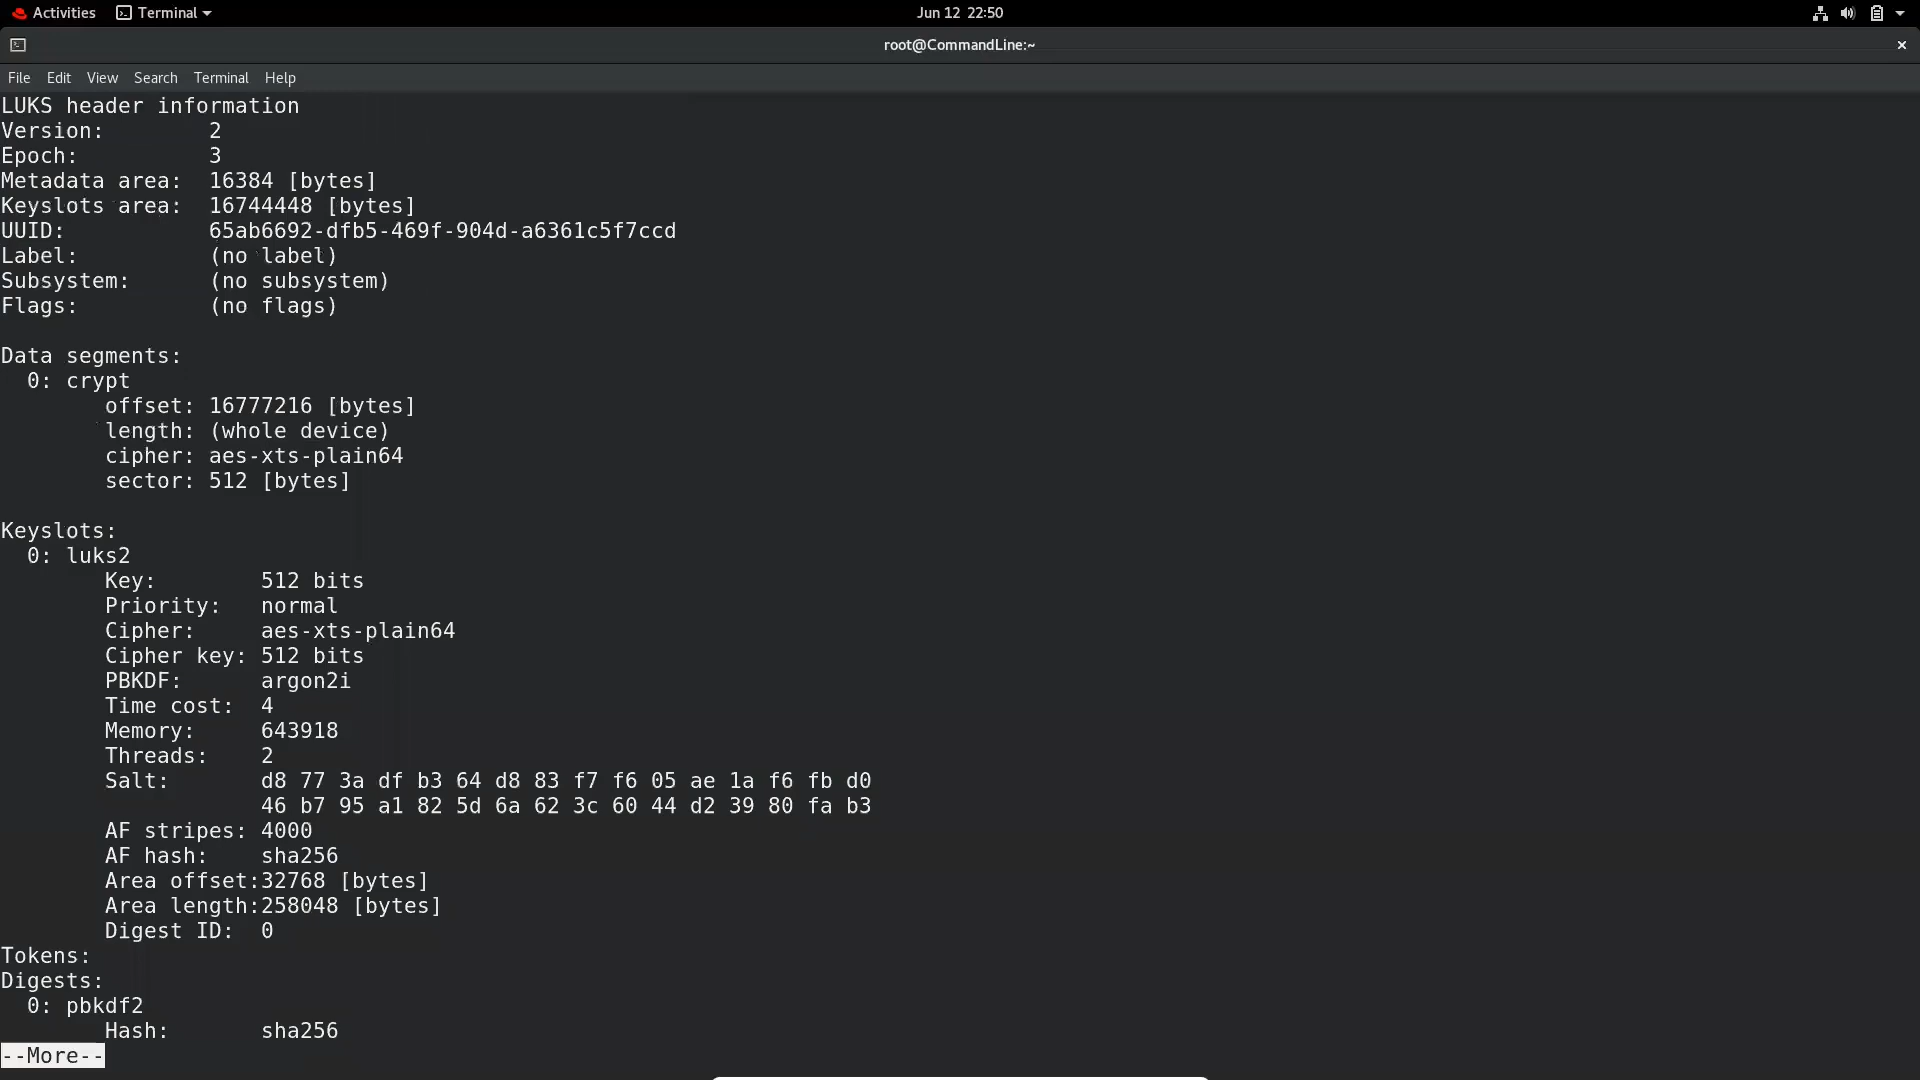 Activities Terminal Jun 12 22:50
root@CommandLine:~ ×
File Edit View Search Terminal Help
LUKS header information
Version:        2
Epoch:          3
Metadata area:  16384 [bytes]
Keyslots area:  16744448 [bytes]
UUID:           65ab6692-dfb5-469f-904d-a6361c5f7ccd
Label:          (no label)
Subsystem:      (no subsystem)
Flags:          (no flags)

Data segments:
  0: crypt
        offset: 16777216 [bytes]
        length: (whole device)
        cipher: aes-xts-plain64
        sector: 512 [bytes]

Keyslots:
  0: luks2
        Key:        512 bits
        Priority:   normal
        Cipher:     aes-xts-plain64
        Cipher key: 512 bits
        PBKDF:      argon2i
        Time cost:  4
        Memory:     643918
        Threads:    2
        Salt:       d8 77 3a df b3 64 d8 83 f7 f6 05 ae 1a f6 fb d0
                    46 b7 95 a1 82 5d 6a 62 3c 60 44 d2 39 80 fa b3
        AF stripes: 4000
        AF hash:    sha256
        Area offset:32768 [bytes]
        Area length:258048 [bytes]
        Digest ID:  0
Tokens:
Digests:
  0: pbkdf2
        Hash:       sha256
--More--